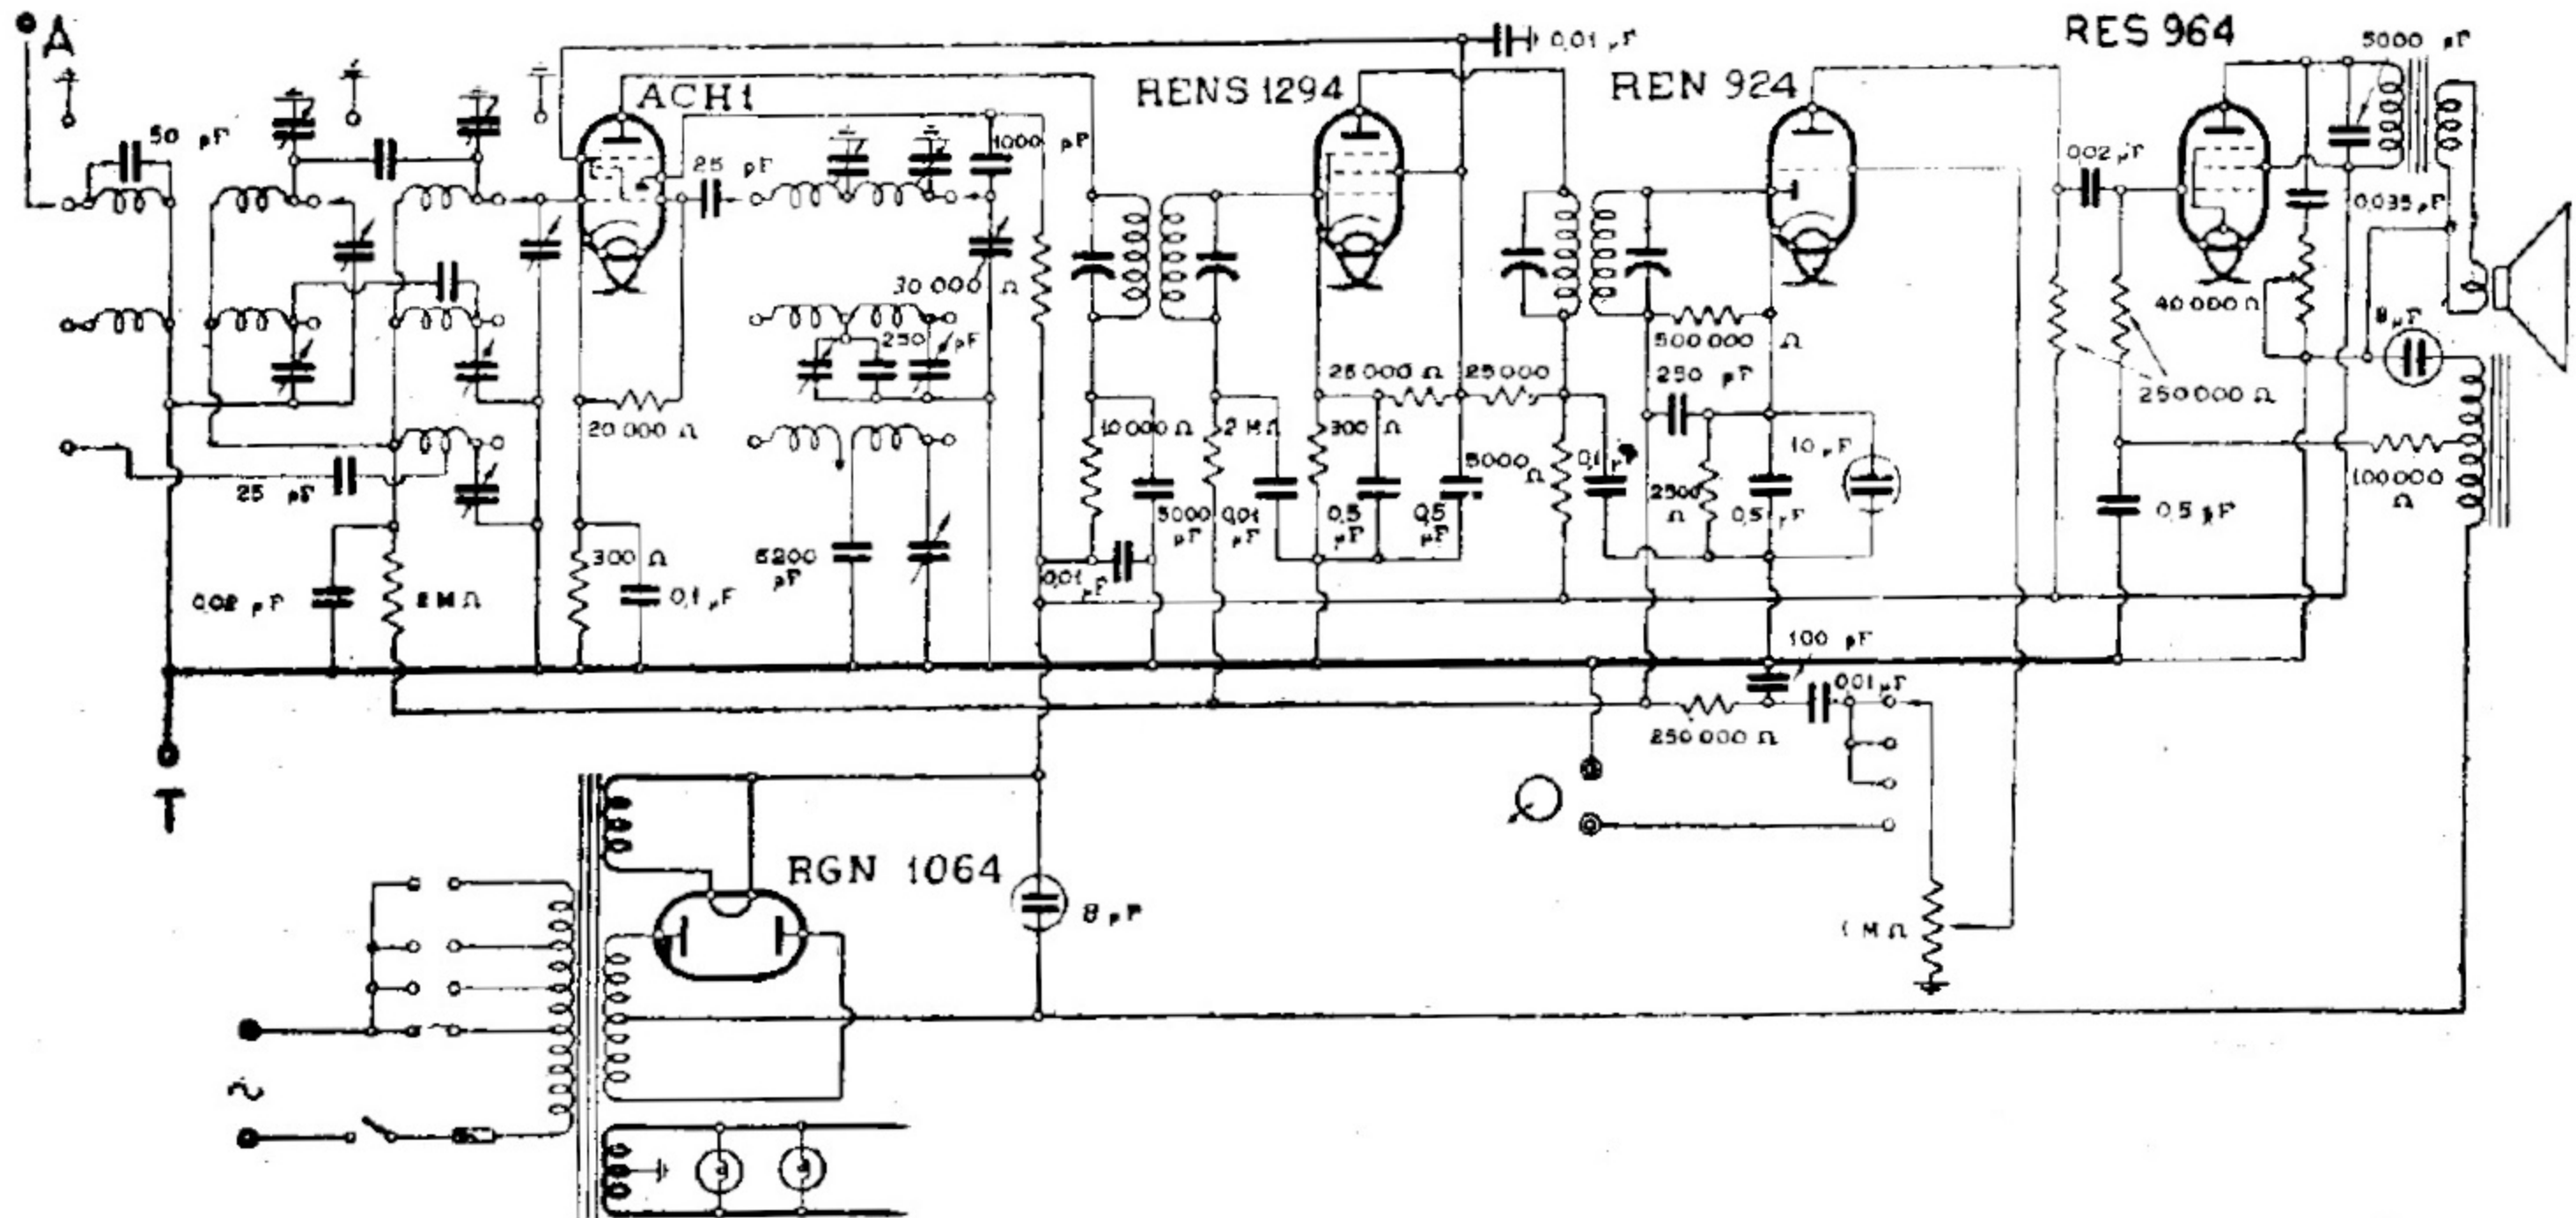 A
50 pF
ACH1
25 pF
1000 pF
30 000 Ω
250 pF
20 000 Ω
25 pF
0,02 µF
2 MΩ
300 Ω
0,1 µF
5200 pF
RENS 1294
0,01 µF
10 000 Ω
2 MΩ
300 Ω
25 000 Ω
25 000
5000 Ω
0,1 µF
5000 µF
0,01 µF
0,5 µF
0,5 µF
0,01 µF
REN 924
500 000 Ω
250 pF
2500 Ω
0,5 µF
10 µF
100 pF
0,01 µF
250 000 Ω
1 MΩ
RES 964
5000 pF
0,02 µF
0,035 µF
40 000 Ω
8 µF
250 000 Ω
100 000 Ω
0,5 µF
T
RGN 1064
8 µF
~